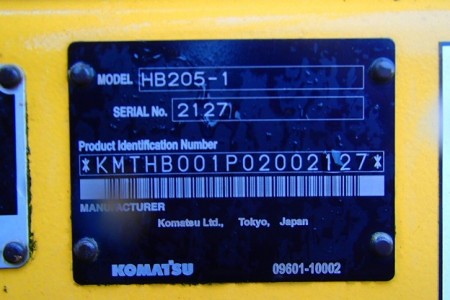 MODEL HB205-1
SERIAL No. 2127
Product Identification Number
*KMTHB001P02002127*
MANUFACTURER
Komatsu Ltd., Tokyo, Japan
KOMATSU 09601-10002